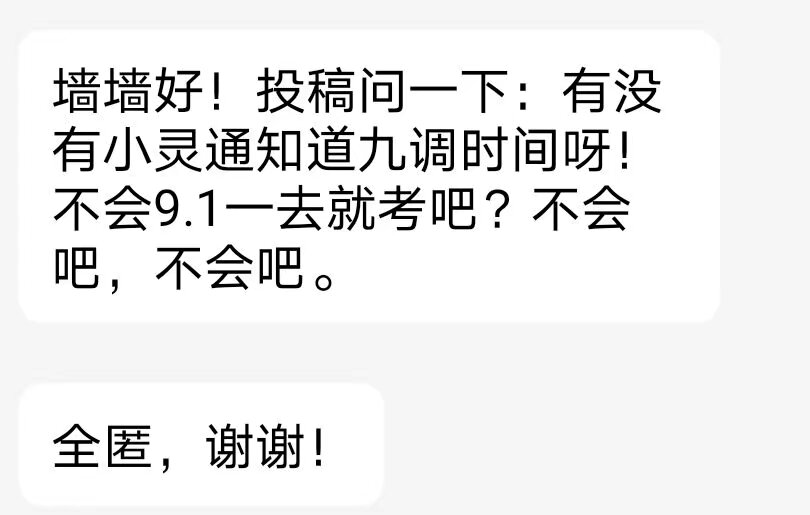 墙墙好！投稿问一下：有没
有小灵通知道九调时间呀！
不会9.1一去就考吧？不会
吧，不会吧。
全匿，谢谢！